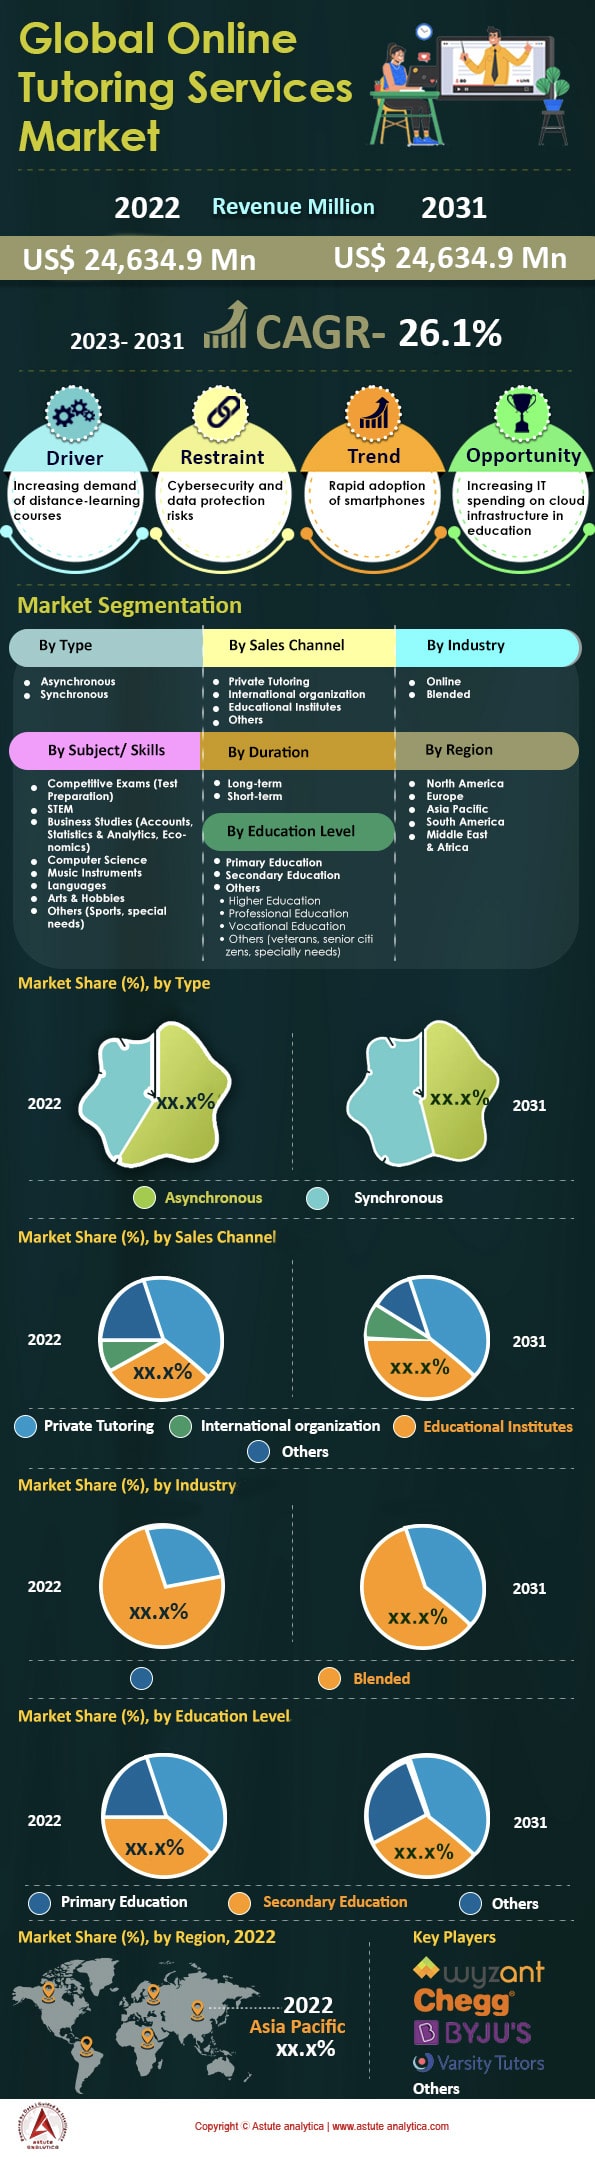 Global Online
Tutoring Services
Market
2022 Revenue Million 2031
US$ 24,634.9 Mn US$ 24,634.9 Mn
2023- 2031 CAGR- 26.1%
Driver
Increasing demand
of distance-learning
courses
Restraint
Cybersecurity and
data protection
risks
Trend
Rapid adoption
of smartphones
Opportunity
Increasing IT
spending on cloud
infrastructure in
education
Market Segmentation
By Type
Asynchronous
Synchronous
By Sales Channel
Private Tutoring
International organization
Educational Institutes
Others
By Industry
Online
Blended
By Subject/ Skills
Competitive Exams (Test
Preparation)
STEM
Business Studies (Accounts,
Statistics & Analytics, Eco-
nomics)
Computer Science
Music Instruments
Languages
Arts & Hobbies
Others (Sports, special
needs)
By Duration
Long-term
Short-term
By Education Level
Primary Education
Secondary Education
Others
Higher Education
Professional Education
Vocational Education
Others (veterans, senior citi
zens, specially needs)
By Region
North America
Europe
Asia Pacific
South America
Middle East
& Africa
Market Share (%), by Type
2022 xx.x% xx.x% 2031
Asynchronous Synchronous
Market Share (%), by Sales Channel
2022 xx.x% xx.x% 2031
Private Tutoring International organization Educational Institutes
Others
Market Share (%), by Industry
2022 xx.x% xx.x% 2031
Blended
Market Share (%), by Education Level
2022 xx.x% xx.x% 2031
Primary Education Secondary Education Others
Market Share (%), by Region, 2022
2022
Asia Pacific
xx.x%
Key Players
wyzant
Chegg®
BYJU'S
Varsity Tutors
Others
astute
ANALYTICA
Copyright © Astute analytica | www.astute analytica.com